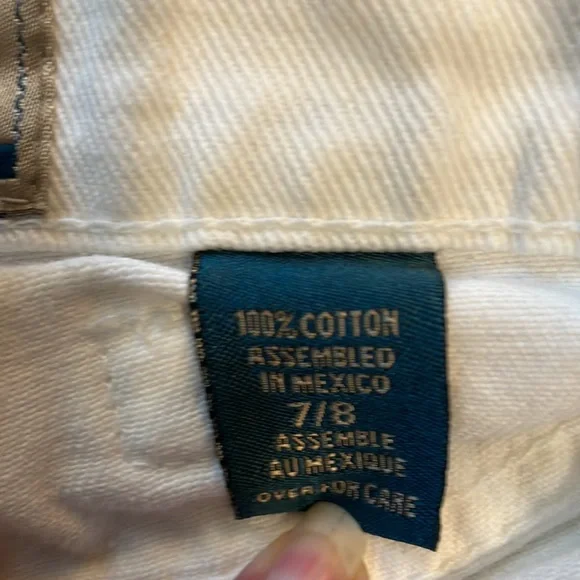 100% COTTON
ASSEMBLED
IN MEXICO
7/8
ASSEMBLE
AU MEXIQUE
OVER FOR CARE